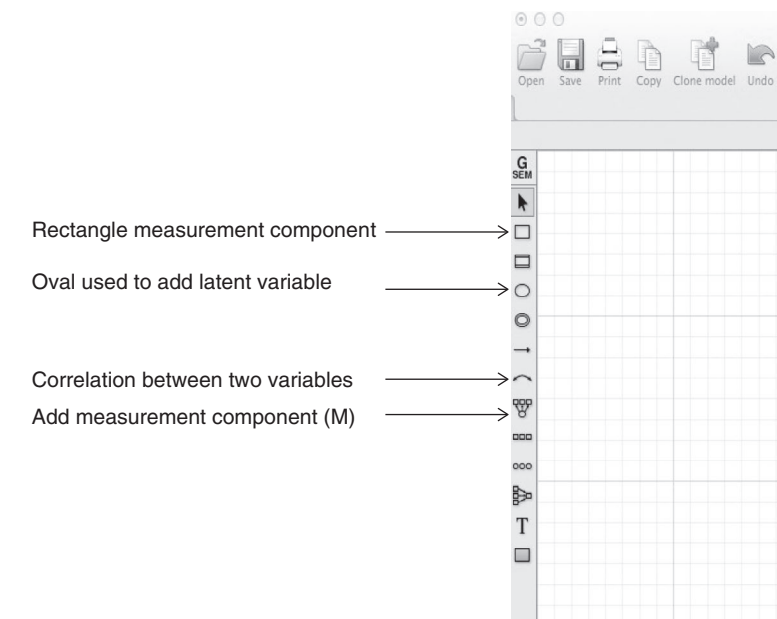 Open Save Print Copy Clone model Undo
G
SEM
Rectangle measurement component
Oval used to add latent variable
Correlation between two variables
Add measurement component (M)
T